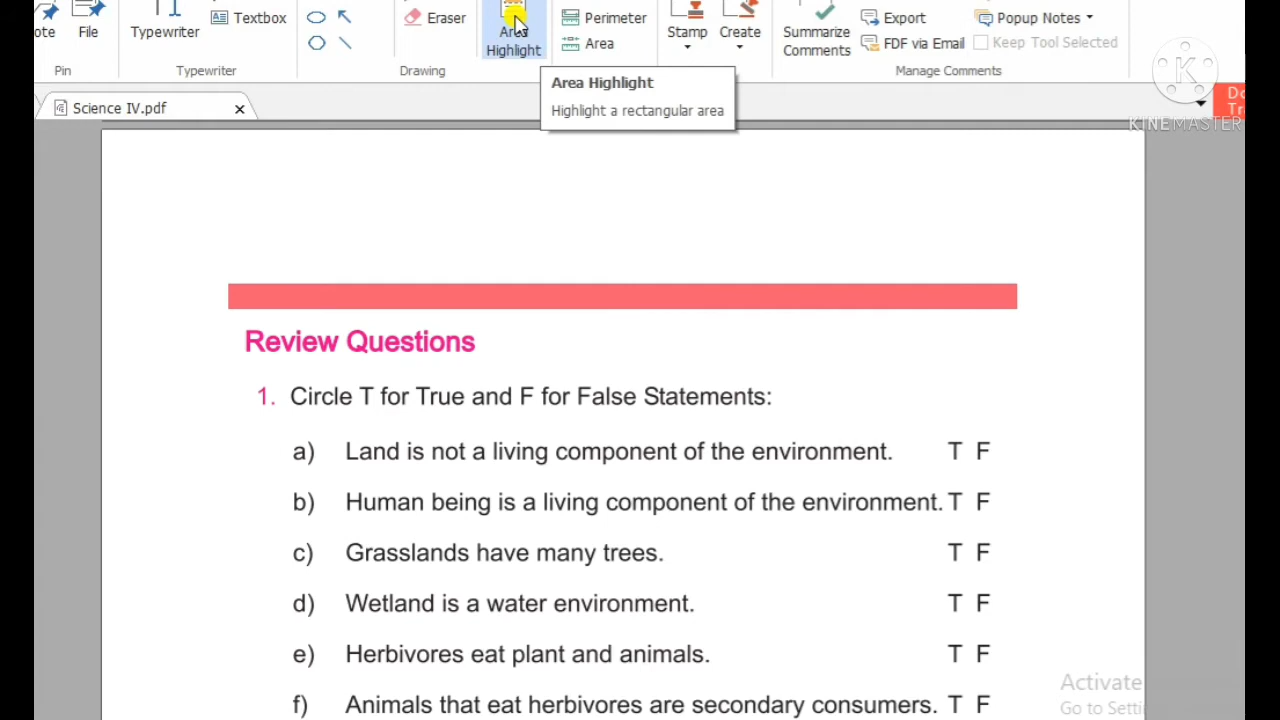 ote File Typewriter Textbox Eraser Area Highlight Perimeter Area Stamp Create Summarize Comments Export FDF via Email Popup Notes Keep Tool Selected
Pin Typewriter Drawing Manage Comments
Area Highlight
Highlight a rectangular area
Science IV.pdf
Do
Tr
KINEMASTER
Review Questions
1. Circle T for True and F for False Statements:
a) Land is not a living component of the environment. T F
b) Human being is a living component of the environment. T F
c) Grasslands have many trees. T F
d) Wetland is a water environment. T F
e) Herbivores eat plant and animals. T F
f) Animals that eat herbivores are secondary consumers. T F
Activate
Go to Setti